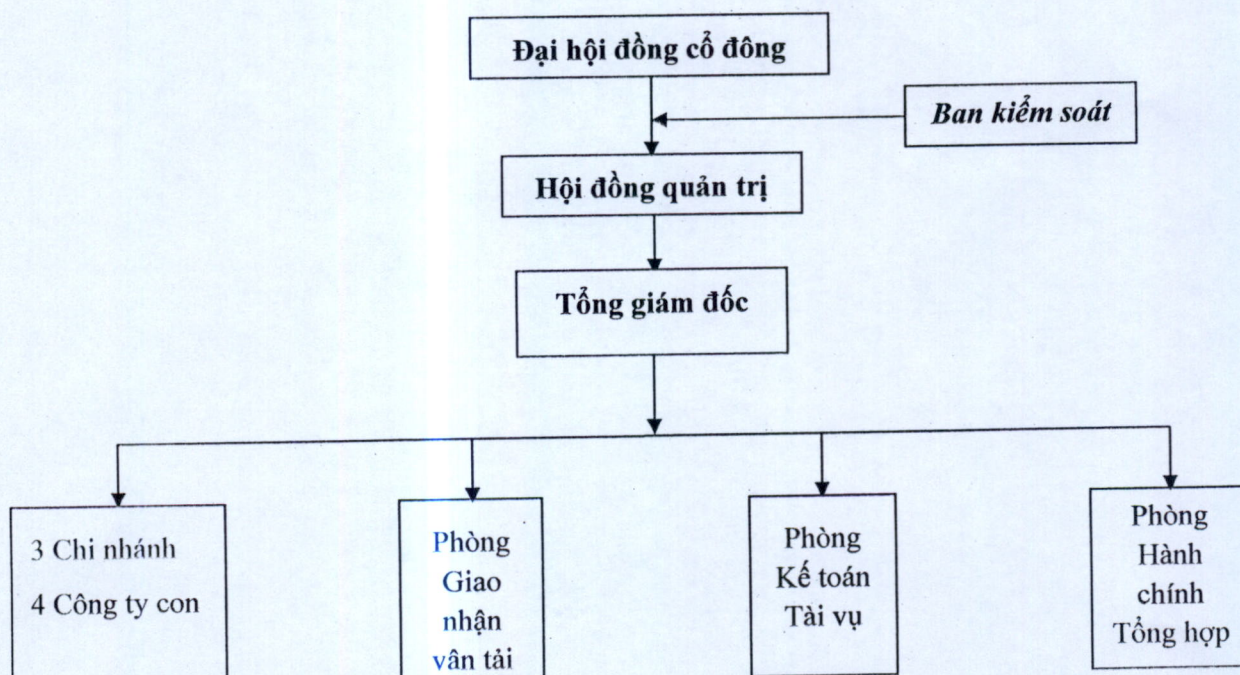 Đại hội đồng cổ đông
Ban kiểm soát
Hội đồng quản trị
Tổng giám đốc
3 Chi nhánh
4 Công ty con
Phòng
Giao
nhận
vân tải
Phòng
Kế toán
Tài vụ
Phòng
Hành
chính
Tổng hợp